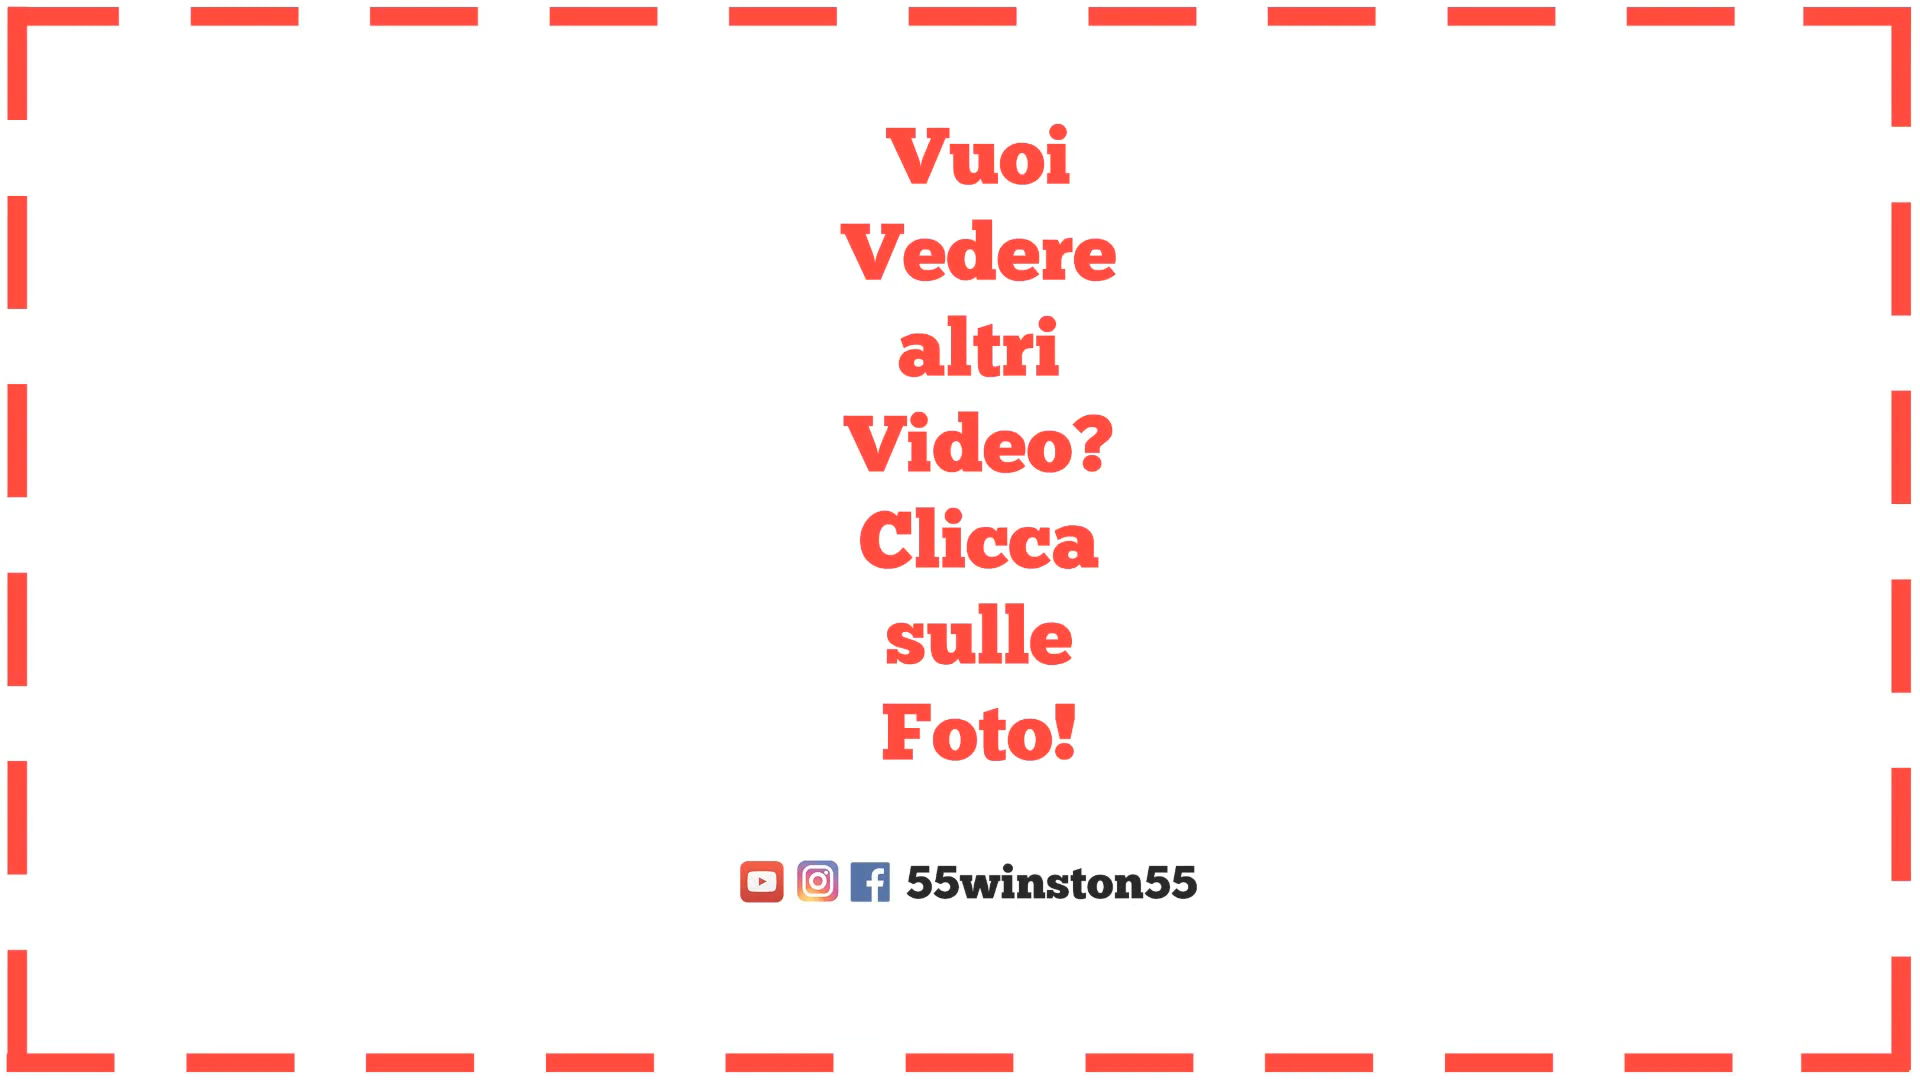 Vuoi
Vedere
altri
Video?
Clicca
sulle
Foto!
55winston55